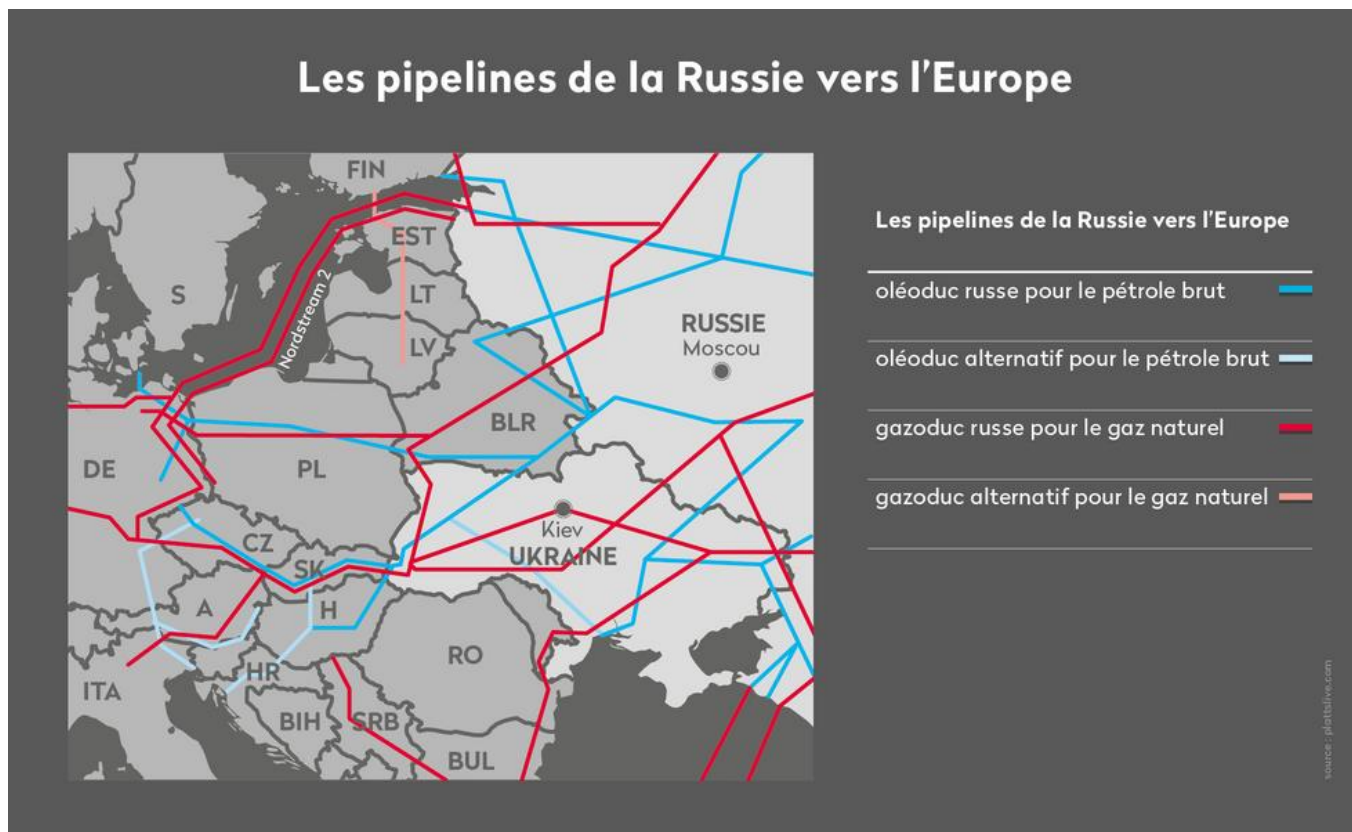 Les pipelines de la Russie vers l'Europe
FIN
EST
S
Nordstream 2
LT
LV
RUSSIE
Moscou
BLR
DE
PL
Kiev
UKRAINE
CZ
SK
A
H
RO
HR
ITA
BIH
SRB
BUL
Les pipelines de la Russie vers l'Europe
oléoduc russe pour le pétrole brut
oléoduc alternatif pour le pétrole brut
gazoduc russe pour le gaz naturel
gazoduc alternatif pour le gaz naturel
source : plattslive.com